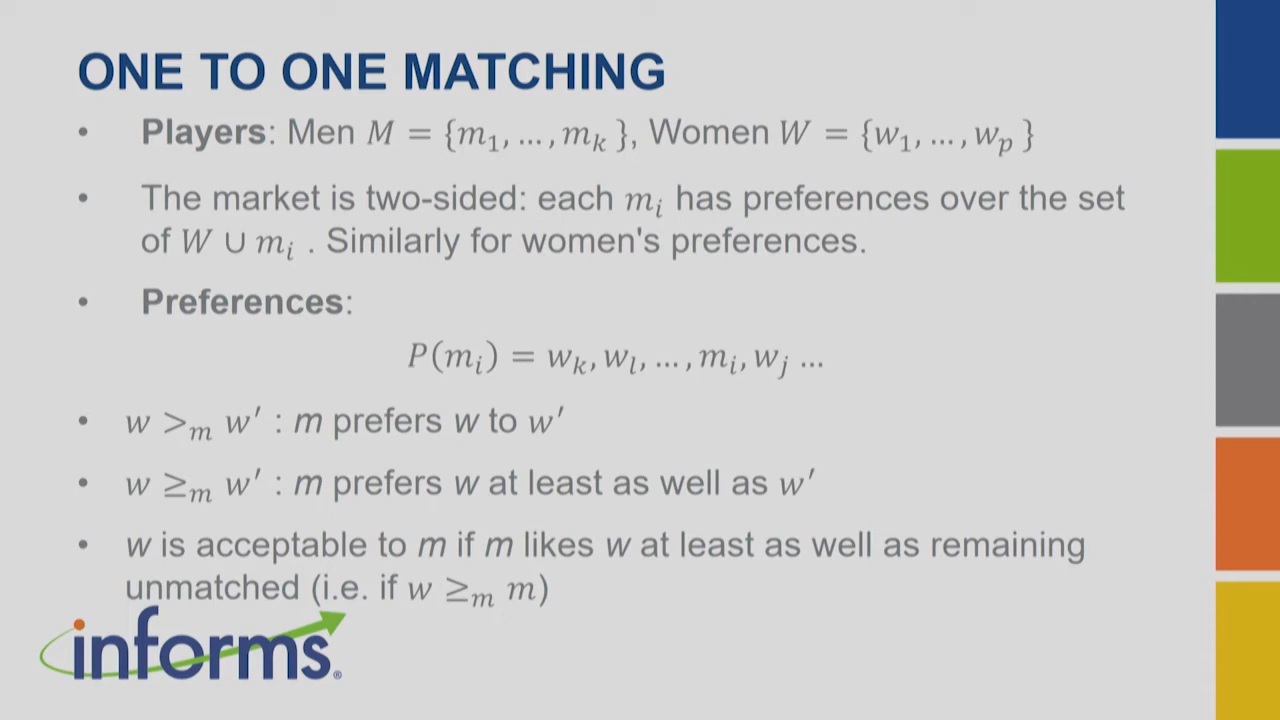 ONE TO ONE MATCHING
• Players: Men M = {m₁, … , mₖ }, Women W = {w₁, … , wₚ }
• The market is two-sided: each mᵢ has preferences over the set
of W ∪ mᵢ . Similarly for women's preferences.
• Preferences:
P(mᵢ) = wₖ, wₗ, … , mᵢ, wⱼ …
• w >ₘ w′ : m prefers w to w′
• w ≥ₘ w′ : m prefers w at least as well as w′
• w is acceptable to m if m likes w at least as well as remaining
unmatched (i.e. if w ≥ₘ m)
informs®